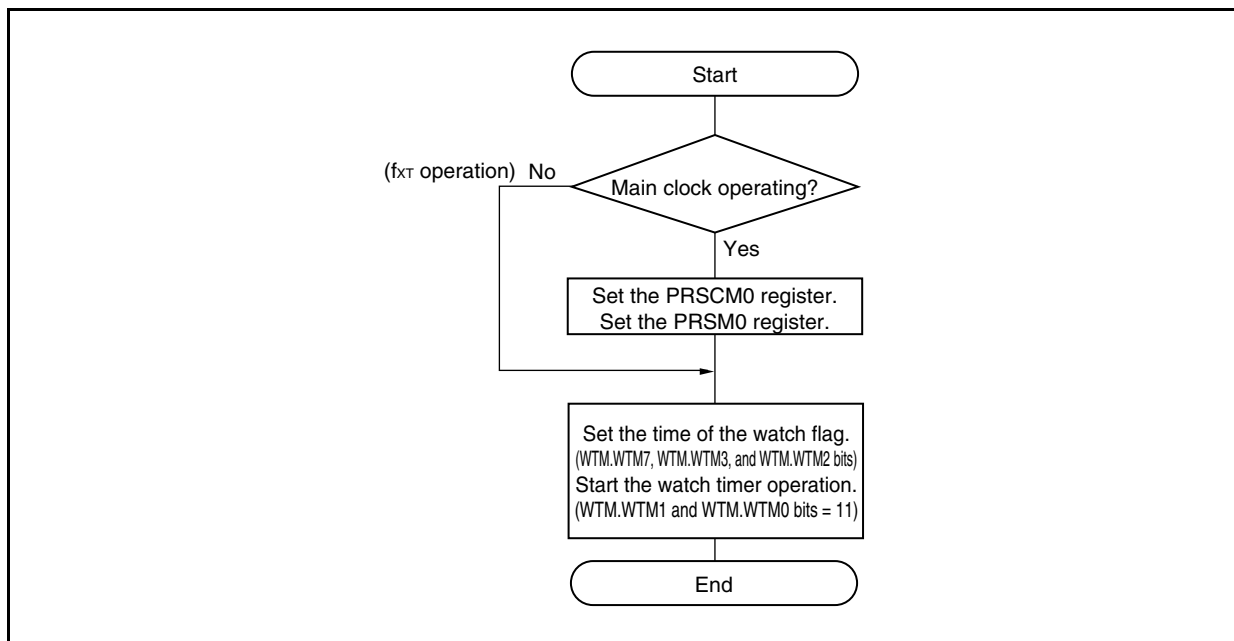 Start
(fXT operation) No
Main clock operating?
Yes
Set the PRSCM0 register.
Set the PRSM0 register.
Set the time of the watch flag.
(WTM.WTM7, WTM.WTM3, and WTM.WTM2 bits)
Start the watch timer operation.
(WTM.WTM1 and WTM.WTM0 bits = 11)
End